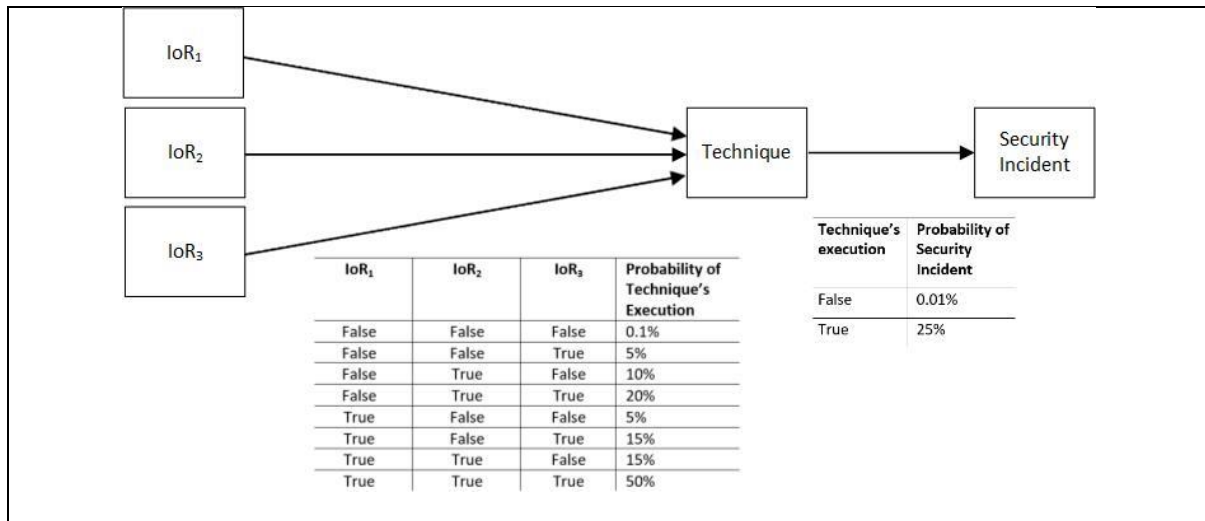 IoR₁
IoR₂
IoR₃
Technique
Security
Incident
IoR₁ IoR₂ IoR₃ Probability of
Technique's
Execution
False False False 0.1%
False False True 5%
False True False 10%
False True True 20%
True False False 5%
True False True 15%
True True False 15%
True True True 50%
Technique's Probability of
execution Security
Incident
False 0.01%
True 25%